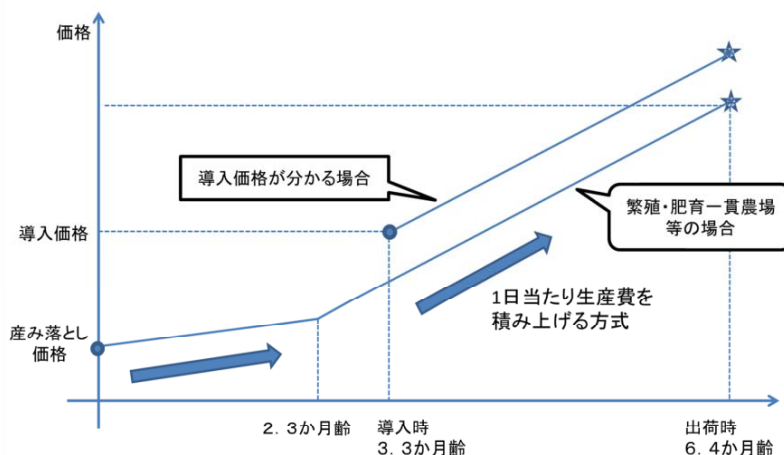 価格
導入価格が分かる場合
繁殖・肥育一貫農場
等の場合
導入価格
1日当たり生産費を
積み上げる方式
産み落とし
価格
2．3か月齢
導入時
3．3か月齢
出荷時
6．4か月齢